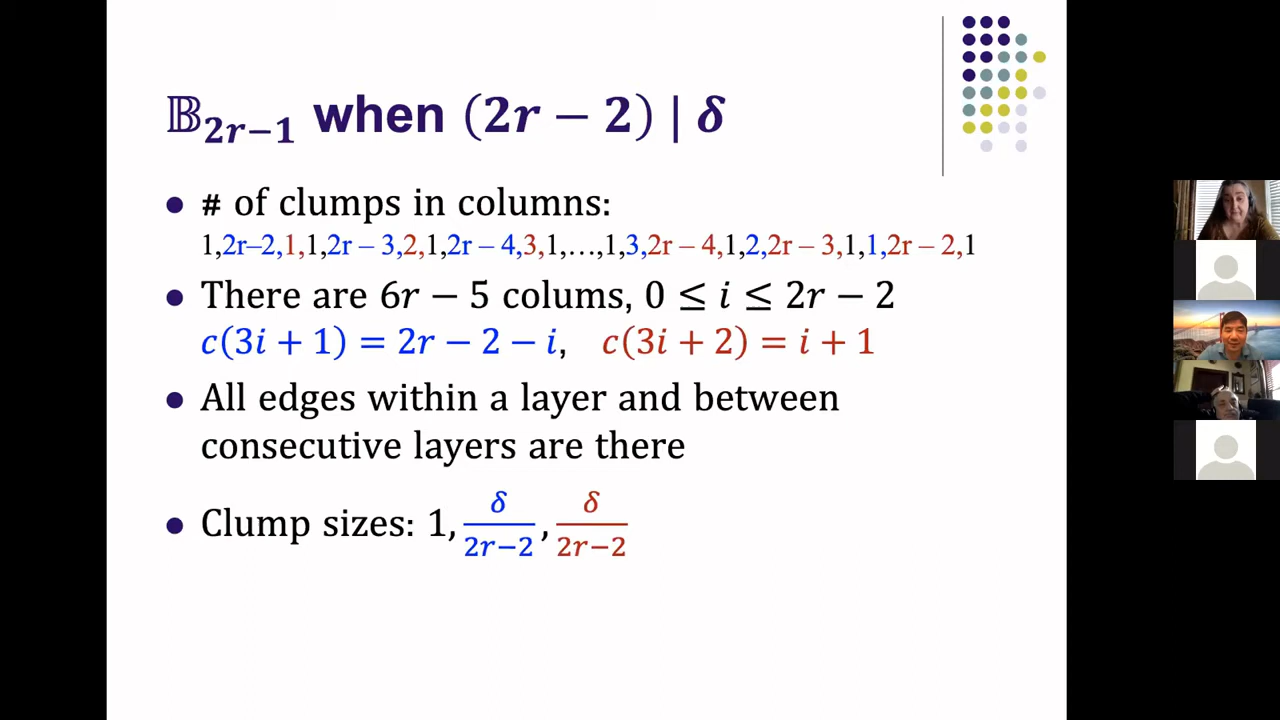 𝔹₂ᵣ₋₁ when (2r − 2) | δ
# of clumps in columns:
1,2r–2,1,1,2r – 3,2,1,2r – 4,3,1,…,1,3,2r – 4,1,2,2r – 3,1,1,2r – 2,1
There are 6r − 5 colums, 0 ≤ i ≤ 2r − 2
c(3i + 1) = 2r − 2 − i, c(3i + 2) = i + 1
All edges within a layer and between
consecutive layers are there
Clump sizes: 1, δ/(2r−2), δ/(2r−2)